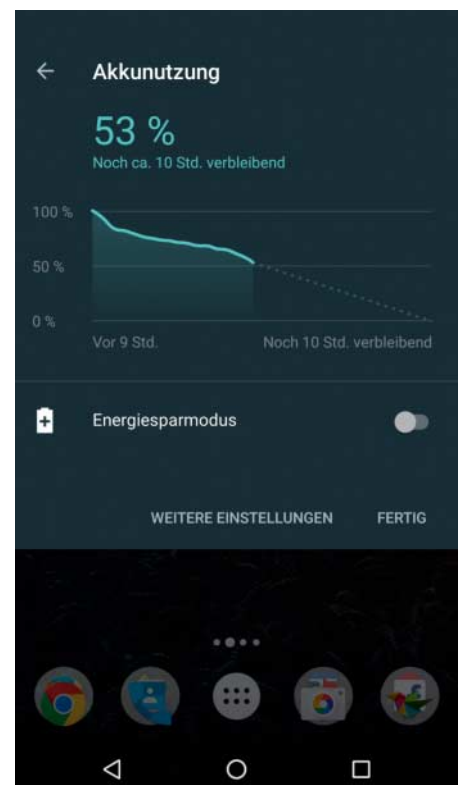 Akkunutzung
53 %
Noch ca. 10 Std. verbleibend
100 %
50 %
0 %
Vor 9 Std.
Noch 10 Std. verbleibend
Energiesparmodus
WEITERE EINSTELLUNGEN
FERTIG